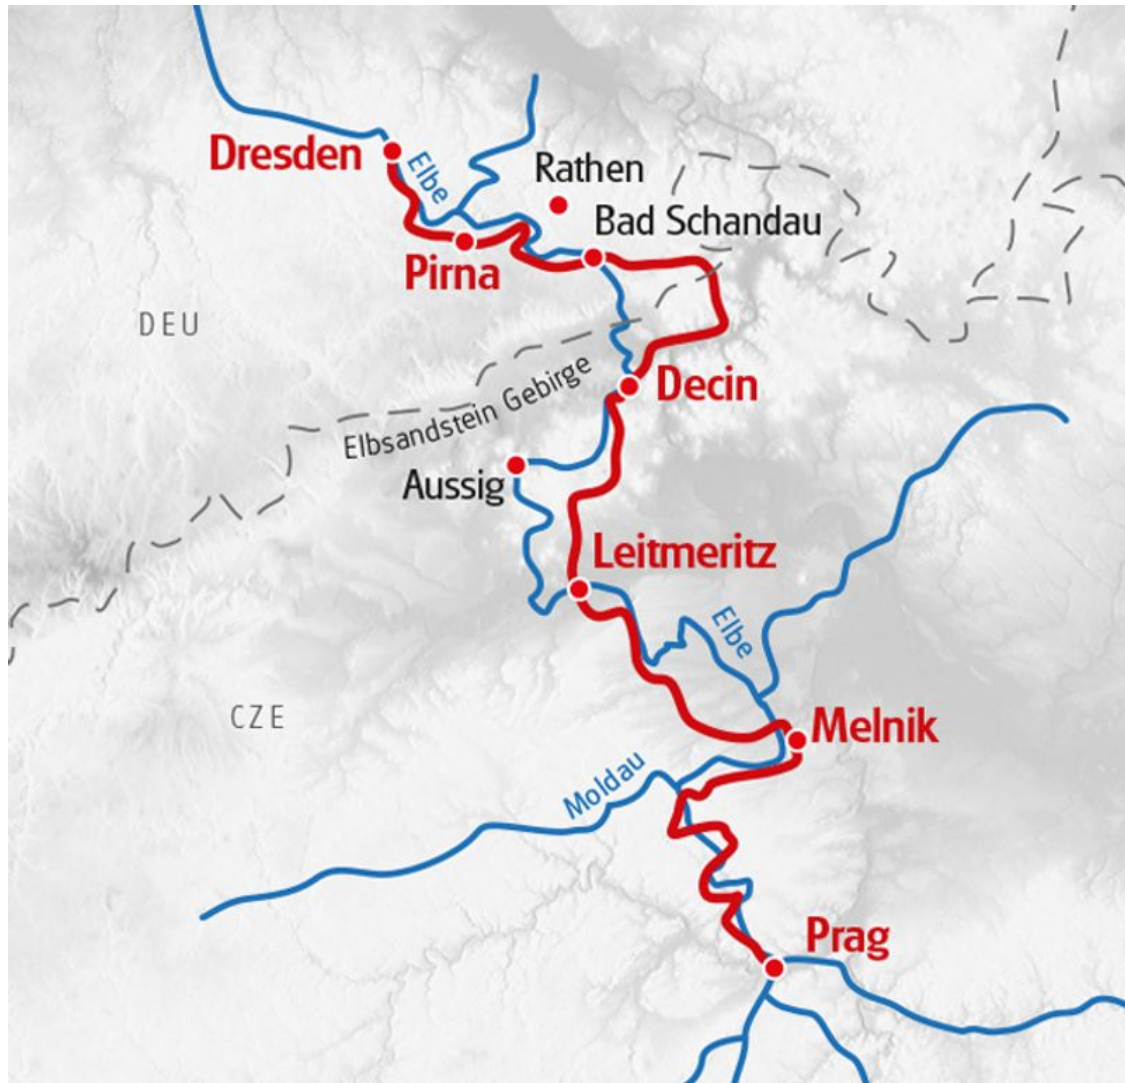 Dresden
Elbe
Rathen
Bad Schandau
Pirna
DEU
Elbsandstein Gebirge
Decin
Aussig
Leitmeritz
Elbe
CZE
Melnik
Moldau
Prag